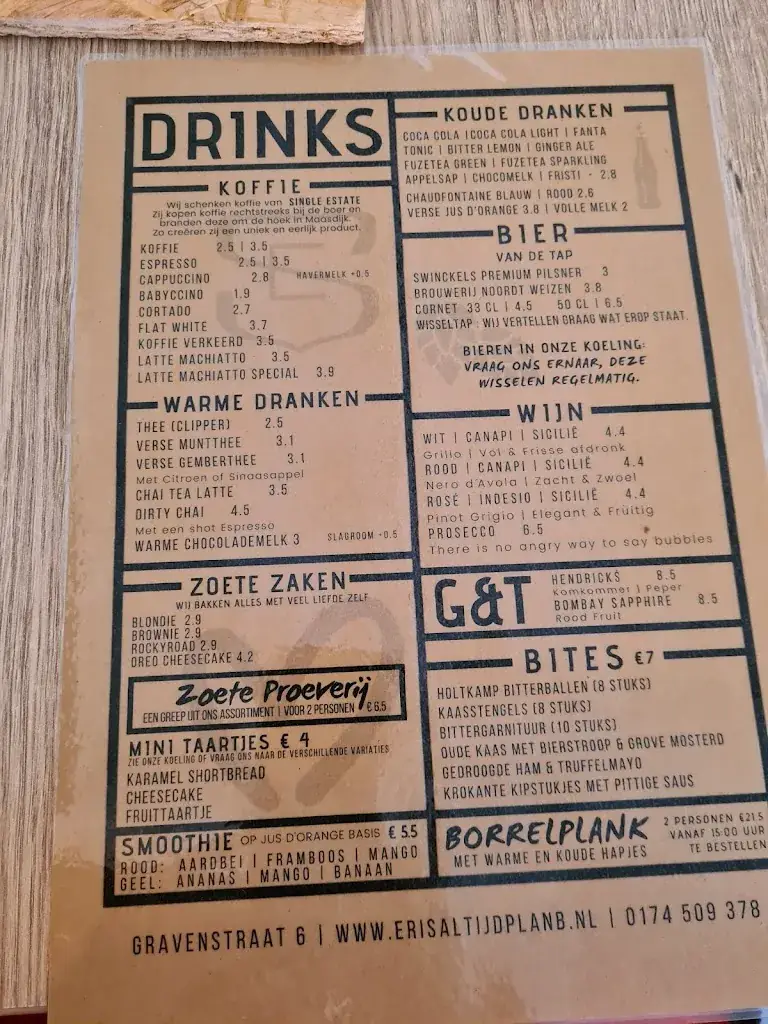 DRINKS
KOFFIE
Wij schenken koffie van SINGLE ESTATE
Zij kopen koffie rechtstreeks bij de boer en
branden deze om de hoek in Maasdijk.
Zo creëren zij een uniek en eerlijk product.
KOFFIE 2.5 | 3.5
ESPRESSO 2.5 | 3.5
CAPPUCCINO 2.8 HAVERMELK +0.5
BABYCCINO 1.9
CORTADO 2.7
FLAT WHITE 3.7
KOFFIE VERKEERD 3.5
LATTE MACHIATTO 3.5
LATTE MACHIATTO SPECIAL 3.9
WARME DRANKEN
THEE (CLIPPER) 2.5
VERSE MUNTTHEE 3.1
VERSE GEMBERTHEE 3.1
Met Citroen of Sinaasappel
CHAI TEA LATTE 3.5
DIRTY CHAI 4.5
Met een shot Espresso
WARME CHOCOLADEMELK 3 SLAGROOM +0.5
ZOETE ZAKEN
WIJ BAKKEN ALLES MET VEEL LIEFDE ZELF
BLONDIE 2.9
BROWNIE 2.9
ROCKYROAD 2.9
OREO CHEESECAKE 4.2
Zoete Proeverij
EEN GREEP UIT ONS ASSORTIMENT | VOOR 2 PERSONEN € 6.5
MINI TAARTJES € 4
ZIE ONZE KOELING OF VRAAG ONS NAAR DE VERSCHILLENDE VARIATIES
KARAMEL SHORTBREAD
CHEESECAKE
FRUITTAARTJE
SMOOTHIE OP JUS D'ORANGE BASIS € 5.5
ROOD: AARDBEI | FRAMBOOS | MANGO
GEEL: ANANAS | MANGO | BANAAN
KOUDE DRANKEN
COCA COLA | COCA COLA LIGHT | FANTA
TONIC | BITTER LEMON | GINGER ALE
FUZETEA GREEN | FUZETEA SPARKLING
APPELSAP | CHOCOMELK | FRISTI - 2.8
CHAUDFONTAINE BLAUW | ROOD 2.6
VERSE JUS D'ORANGE 3.8 | VOLLE MELK 2
BIER
VAN DE TAP
SWINCKELS PREMIUM PILSNER 3
BROUWERIJ NOORDT WEIZEN 3.8
CORNET 33 CL | 4.5 50 CL | 6.5
WISSELTAP : WIJ VERTELLEN GRAAG WAT EROP STAAT.
BIEREN IN ONZE KOELING:
VRAAG ONS ERNAAR, DEZE
WISSELEN REGELMATIG.
WIJN
WIT | CANAPI | SICILIË 4.4
Grillo | Vol & Frisse afdronk
ROOD | CANAPI | SICILIË 4.4
Nero d'Avola | Zacht & Zwoel
ROSÉ | INDESIO | SICILIË 4.4
Pinot Grigio | Elegant & Fruitig
PROSECCO 6.5
There is no angry way to say bubbles
G&T
HENDRICKS 8.5
Komkommer | Peper
BOMBAY SAPPHIRE 8.5
Rood Fruit
BITES €7
HOLTKAMP BITTERBALLEN (8 STUKS)
KAASSTENGELS (8 STUKS)
BITTERGARNITUUR (10 STUKS)
OUDE KAAS MET BIERSTROOP & GROVE MOSTERD
GEDROOGDE HAM & TRUFFELMAYO
KROKANTE KIPSTUKJES MET PITTIGE SAUS
BORRELPLANK
MET WARME EN KOUDE HAPJES
2 PERSONEN €21.5
VANAF 15:00 UUR
TE BESTELLEN
GRAVENSTRAAT 6 | WWW.ERISALTIJDPLANB.NL | 0174 509 378